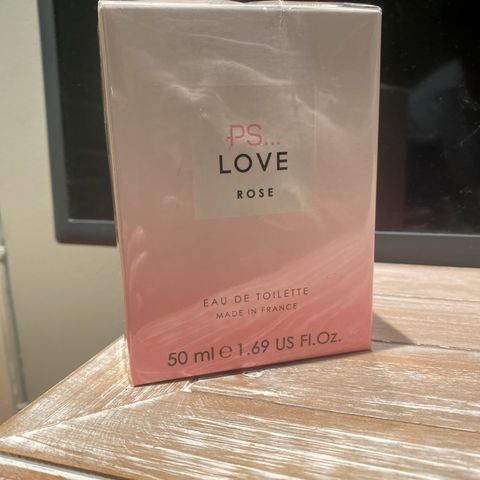 PS...
LOVE
ROSE
EAU DE TOILETTE
MADE IN FRANCE
50 ml ℮ 1.69 US Fl.Oz.